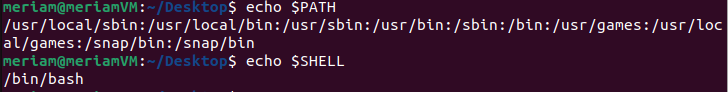 meriam@meriamVM:~/Desktop$ echo $PATH
/usr/local/sbin:/usr/local/bin:/usr/sbin:/usr/bin:/sbin:/bin:/usr/games:/usr/loc
al/games:/snap/bin:/snap/bin
meriam@meriamVM:~/Desktop$ echo $SHELL
/bin/bash